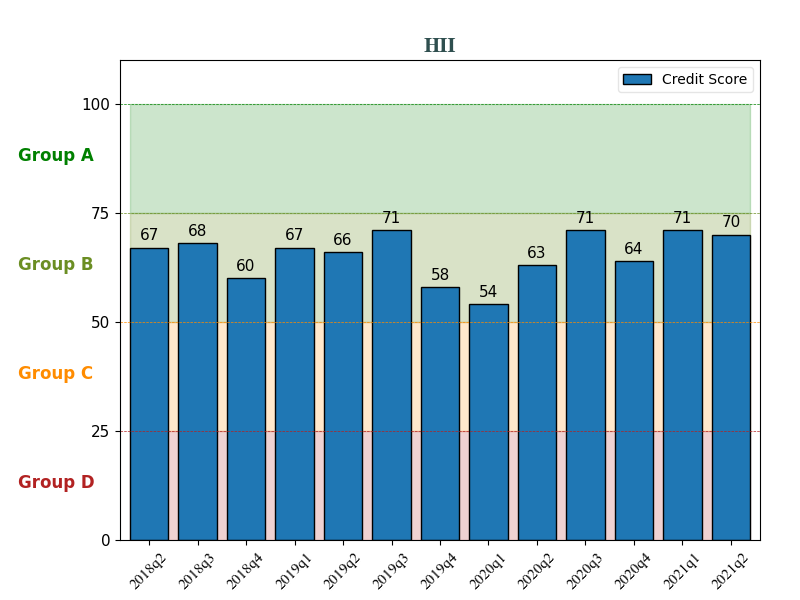 HII
Credit Score
100
Group A
75
67
68
60
67
66
71
58
54
63
71
64
71
70
Group B
50
Group C
25
Group D
0
2018q2
2018q3
2018q4
2019q1
2019q2
2019q3
2019q4
2020q1
2020q2
2020q3
2020q4
2021q1
2021q2